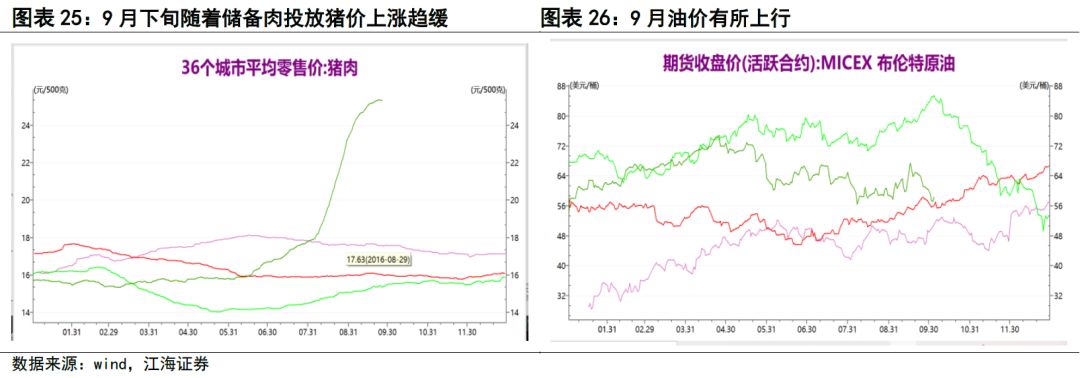 图表 25：9 月下旬随着储备肉投放猪价上涨趋缓
36个城市平均零售价:猪肉
(元/500克) (元/500克)
24 24
22 22
20 20
18 18
17.63(2016-08-29)
16 16
14 14
01.31 02.29 03.31 04.30 05.31 06.30 07.31 08.31 09.30 10.31 11.30
图表 26：9 月油价有所上行
期货收盘价(活跃合约):MICEX 布伦特原油
88 (美元/桶) (美元/桶) 88
80 80
72 72
64 64
56 56
48 48
40 40
32 32
01.31 02.29 03.31 04.30 05.31 06.30 07.31 08.31 09.30 10.31 11.30
数据来源：wind，江海证券